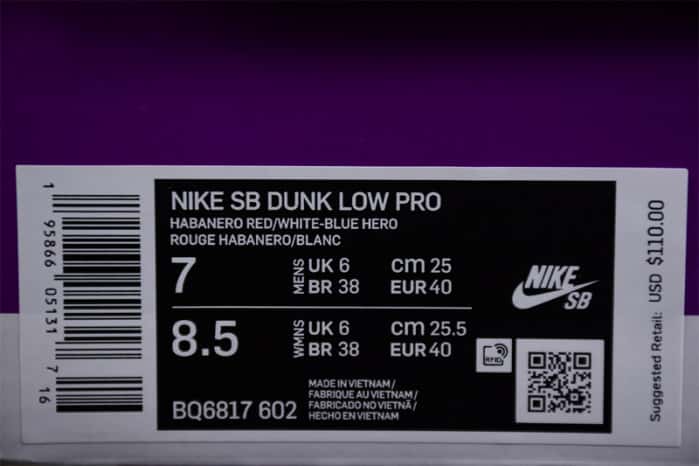 NIKE SB DUNK LOW PRO
HABANERO RED/WHITE-BLUE HERO
ROUGE HABANERO/BLANC
7 MENS UK 6 cm 25
BR 38 EUR 40
8.5 WMNS UK 6 cm 25.5
BR 38 EUR 40
BQ6817 602
MADE IN VIETNAM /
FABRIQUE AU VIETNAM /
FABRICADO NO VIETNÃ /
HECHO EN VIETNAM
NIKE
SB
RFID
1 95866 05131 7 16
Suggested Retail: USD $110.00